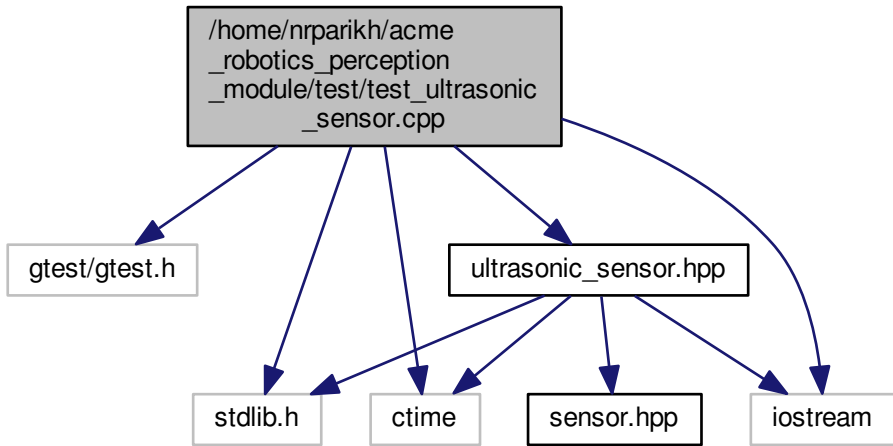 /home/nrparikh/acme
_robotics_perception
_module/test/test_ultrasonic
_sensor.cpp
gtest/gtest.h
ultrasonic_sensor.hpp
stdlib.h
ctime
sensor.hpp
iostream